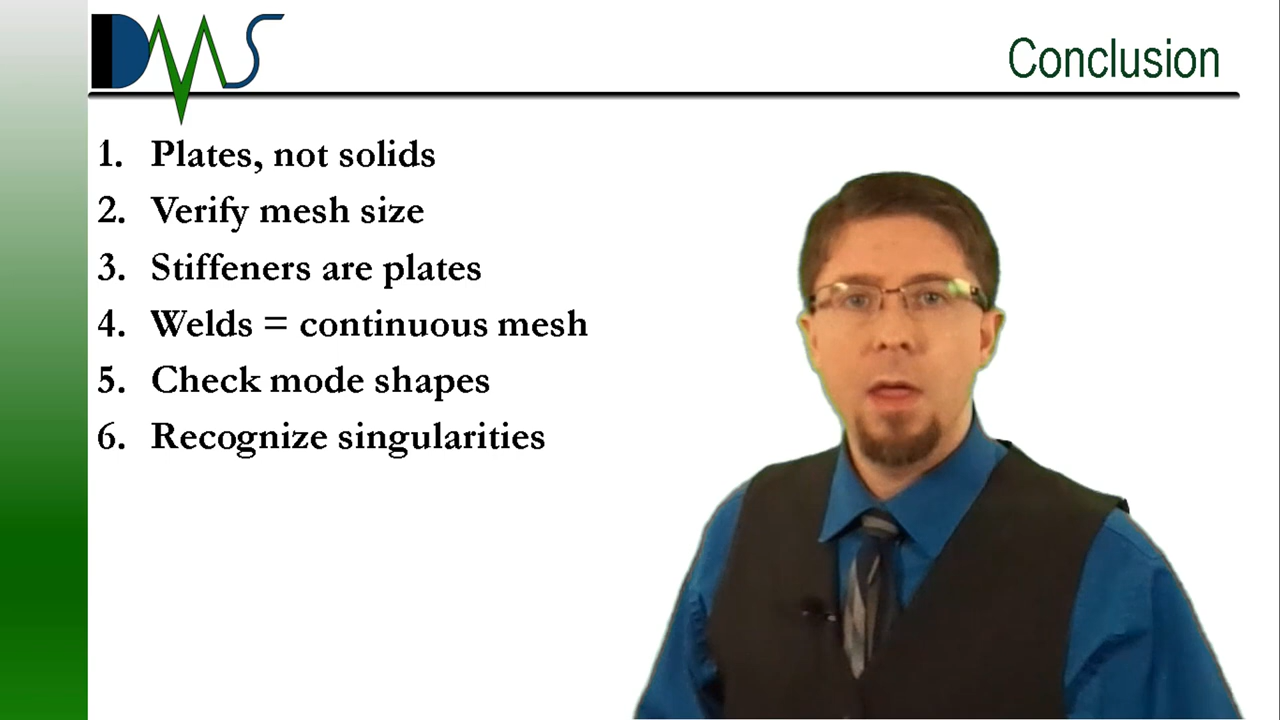 DMS
Conclusion
1. Plates, not solids
2. Verify mesh size
3. Stiffeners are plates
4. Welds = continuous mesh
5. Check mode shapes
6. Recognize singularities